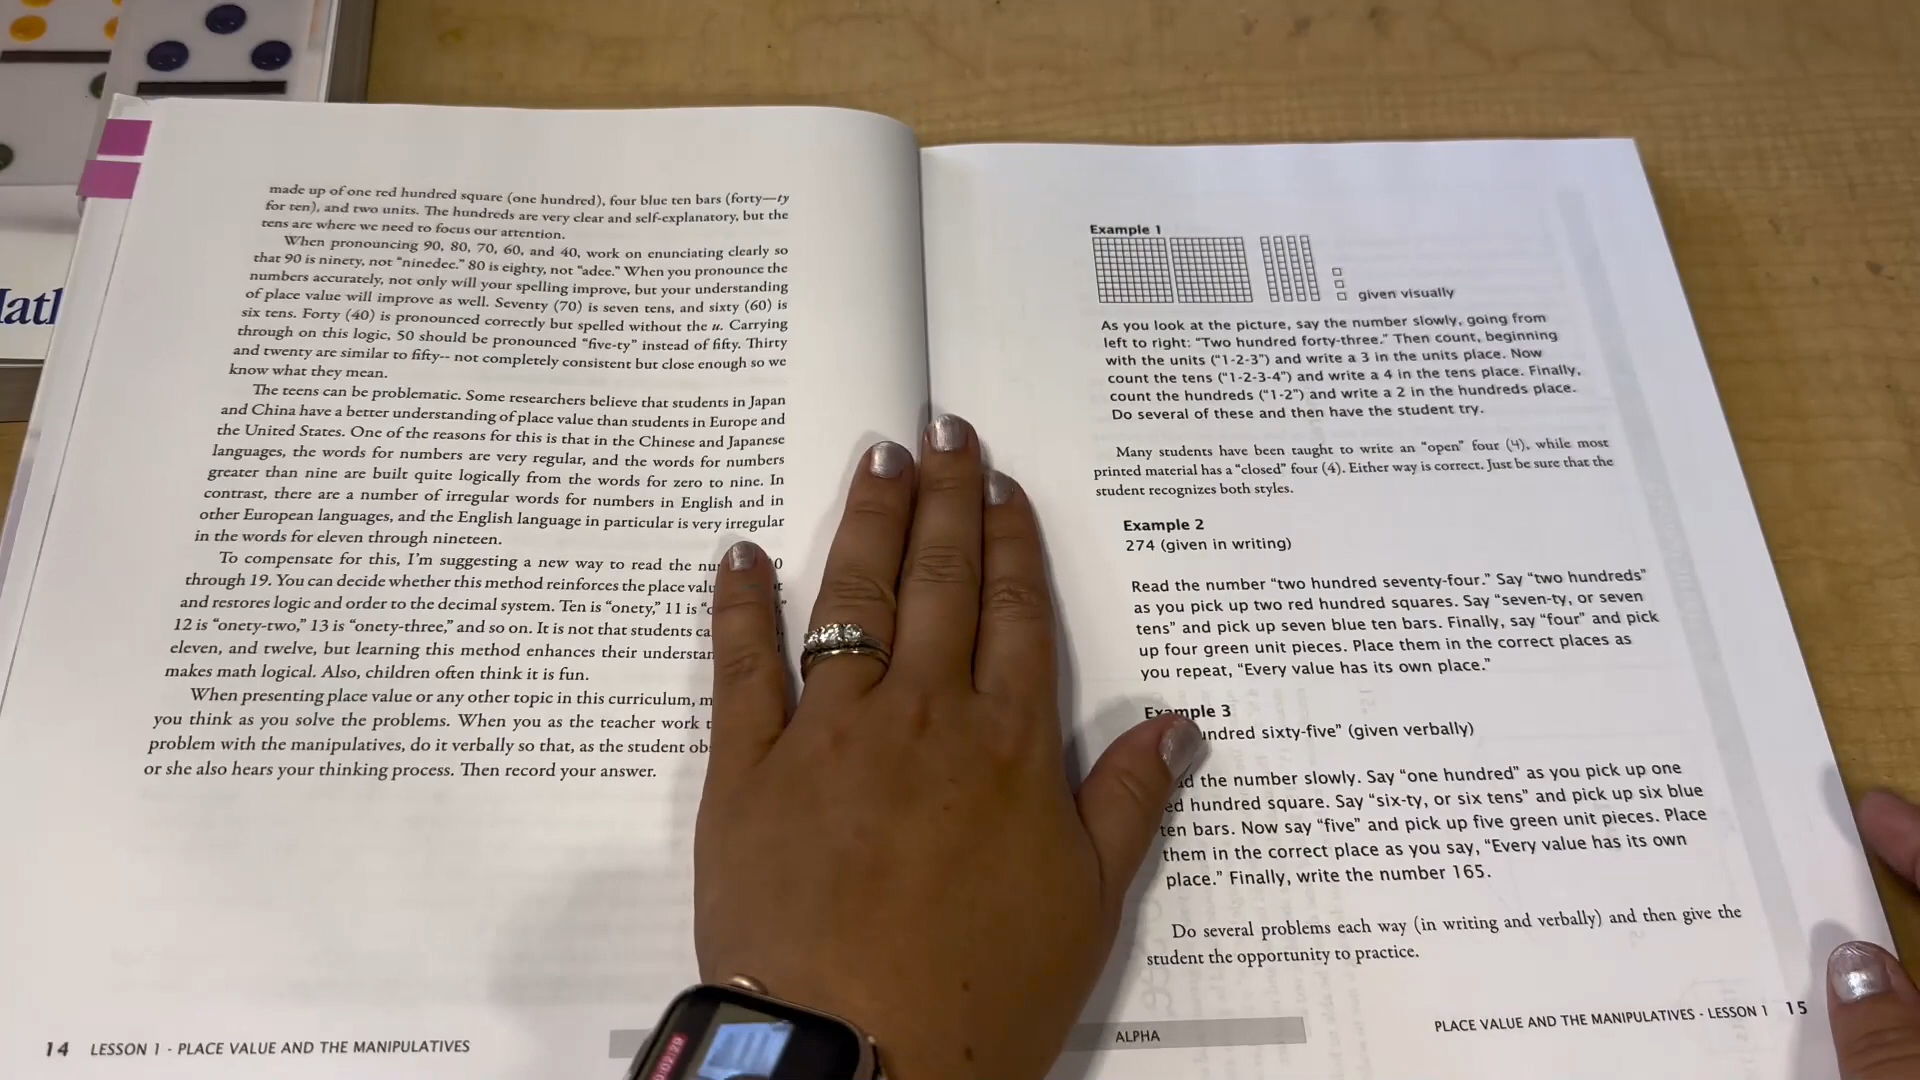 made up of one red hundred square (one hundred), four blue ten bars (forty—ty
for ten), and two units. The hundreds are very clear and self-explanatory, but the
tens are where we need to focus our attention.
When pronouncing 90, 80, 70, 60, and 40, work on enunciating clearly so
that 90 is ninety, not “ninedee.” 80 is eighty, not “adee.” When you pronounce the
numbers accurately, not only will your spelling improve, but your understanding
of place value will improve as well. Seventy (70) is seven tens, and sixty (60) is
six tens. Forty (40) is pronounced correctly but spelled without the u. Carrying
through on this logic, 50 should be pronounced “five-ty” instead of fifty. Thirty
and twenty are similar to fifty-- not completely consistent but close enough so we
know what they mean.
The teens can be problematic. Some researchers believe that students in Japan
and China have a better understanding of place value than students in Europe and
the United States. One of the reasons for this is that in the Chinese and Japanese
languages, the words for numbers are very regular, and the words for numbers
greater than nine are built quite logically from the words for zero to nine. In
contrast, there are a number of irregular words for numbers in English and in
other European languages, and the English language in particular is very irregular
in the words for eleven through nineteen.
To compensate for this, I’m suggesting a new way to read the
through 19. You can decide whether this method reinforces the place
and restores logic and order to the decimal system. Ten is “onety,” 11 is
12 is “onety-two,” 13 is “onety-three,” and so on. It is not that students
eleven, and twelve, but learning this method enhances their
makes math logical. Also, children often think it is fun.
When presenting place value or any other topic in this curriculum,
you think as you solve the problems. When you as the teacher work
problem with the manipulatives, do it verbally so that, as the student
or she also hears your thinking process. Then record your answer.
14 LESSON 1 - PLACE VALUE AND THE MANIPULATIVES
Example 1
given visually
As you look at the picture, say the number slowly, going from
left to right: “Two hundred forty-three.” Then count, beginning
with the units (“1-2-3”) and write a 3 in the units place. Now
count the tens (“1-2-3-4”) and write a 4 in the tens place. Finally,
count the hundreds (“1-2”) and write a 2 in the hundreds place.
Do several of these and then have the student try.
Many students have been taught to write an “open” four (4), while most
printed material has a “closed” four (4). Either way is correct. Just be sure that the
student recognizes both styles.
Example 2
274 (given in writing)
Read the number “two hundred seventy-four.” Say “two hundreds”
as you pick up two red hundred squares. Say “seven-ty, or seven
tens” and pick up seven blue ten bars. Finally, say “four” and pick
up four green unit pieces. Place them in the correct places as
you repeat, “Every value has its own place.”
Example 3
sixty-five” (given verbally)
the number slowly. Say “one hundred” as you pick up one
hundred square. Say “six-ty, or six tens” and pick up six blue
ten bars. Now say “five” and pick up five green unit pieces. Place
them in the correct place as you say, “Every value has its own
place.” Finally, write the number 165.
Do several problems each way (in writing and verbally) and then give the
student the opportunity to practice.
ALPHA
PLACE VALUE AND THE MANIPULATIVES - LESSON 1 15